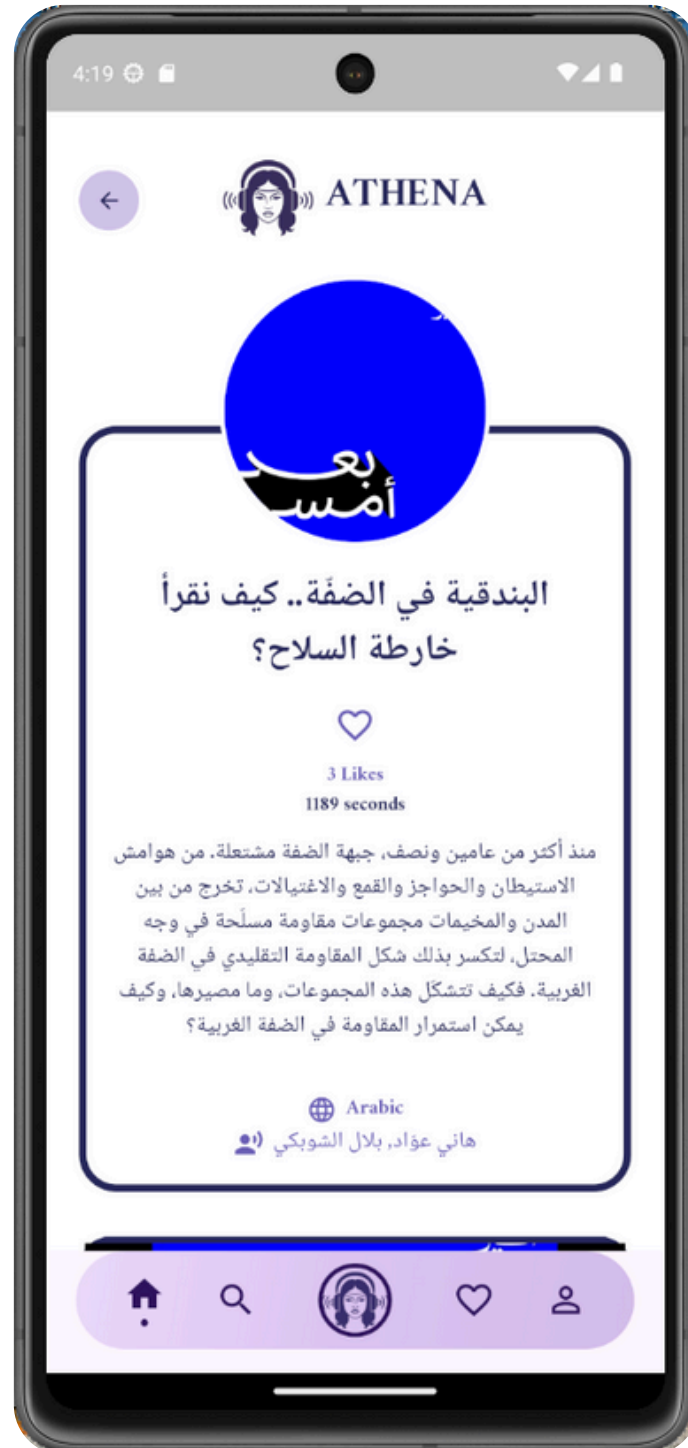 4:19
ATHENA
بعد
أمس
البندقية في الضفّة.. كيف نقرأ
خارطة السلاح؟
3 Likes
1189 seconds
منذ أكثر من عامين ونصف، جبهة الضفة مشتعلة. من هوامش
الاستيطان والحواجز والقمع والاغتيالات، تخرج من بين
المدن والمخيمات مجموعات مقاومة مسلّحة في وجه
المحتل، لتكسر بذلك شكل المقاومة التقليدي في الضفة
الغربية. فكيف تتشكّل هذه المجموعات، وما مصيرها، وكيف
يمكن استمرار المقاومة في الضفة الغربية؟
Arabic
هاني عوّاد, بلال الشوبكي